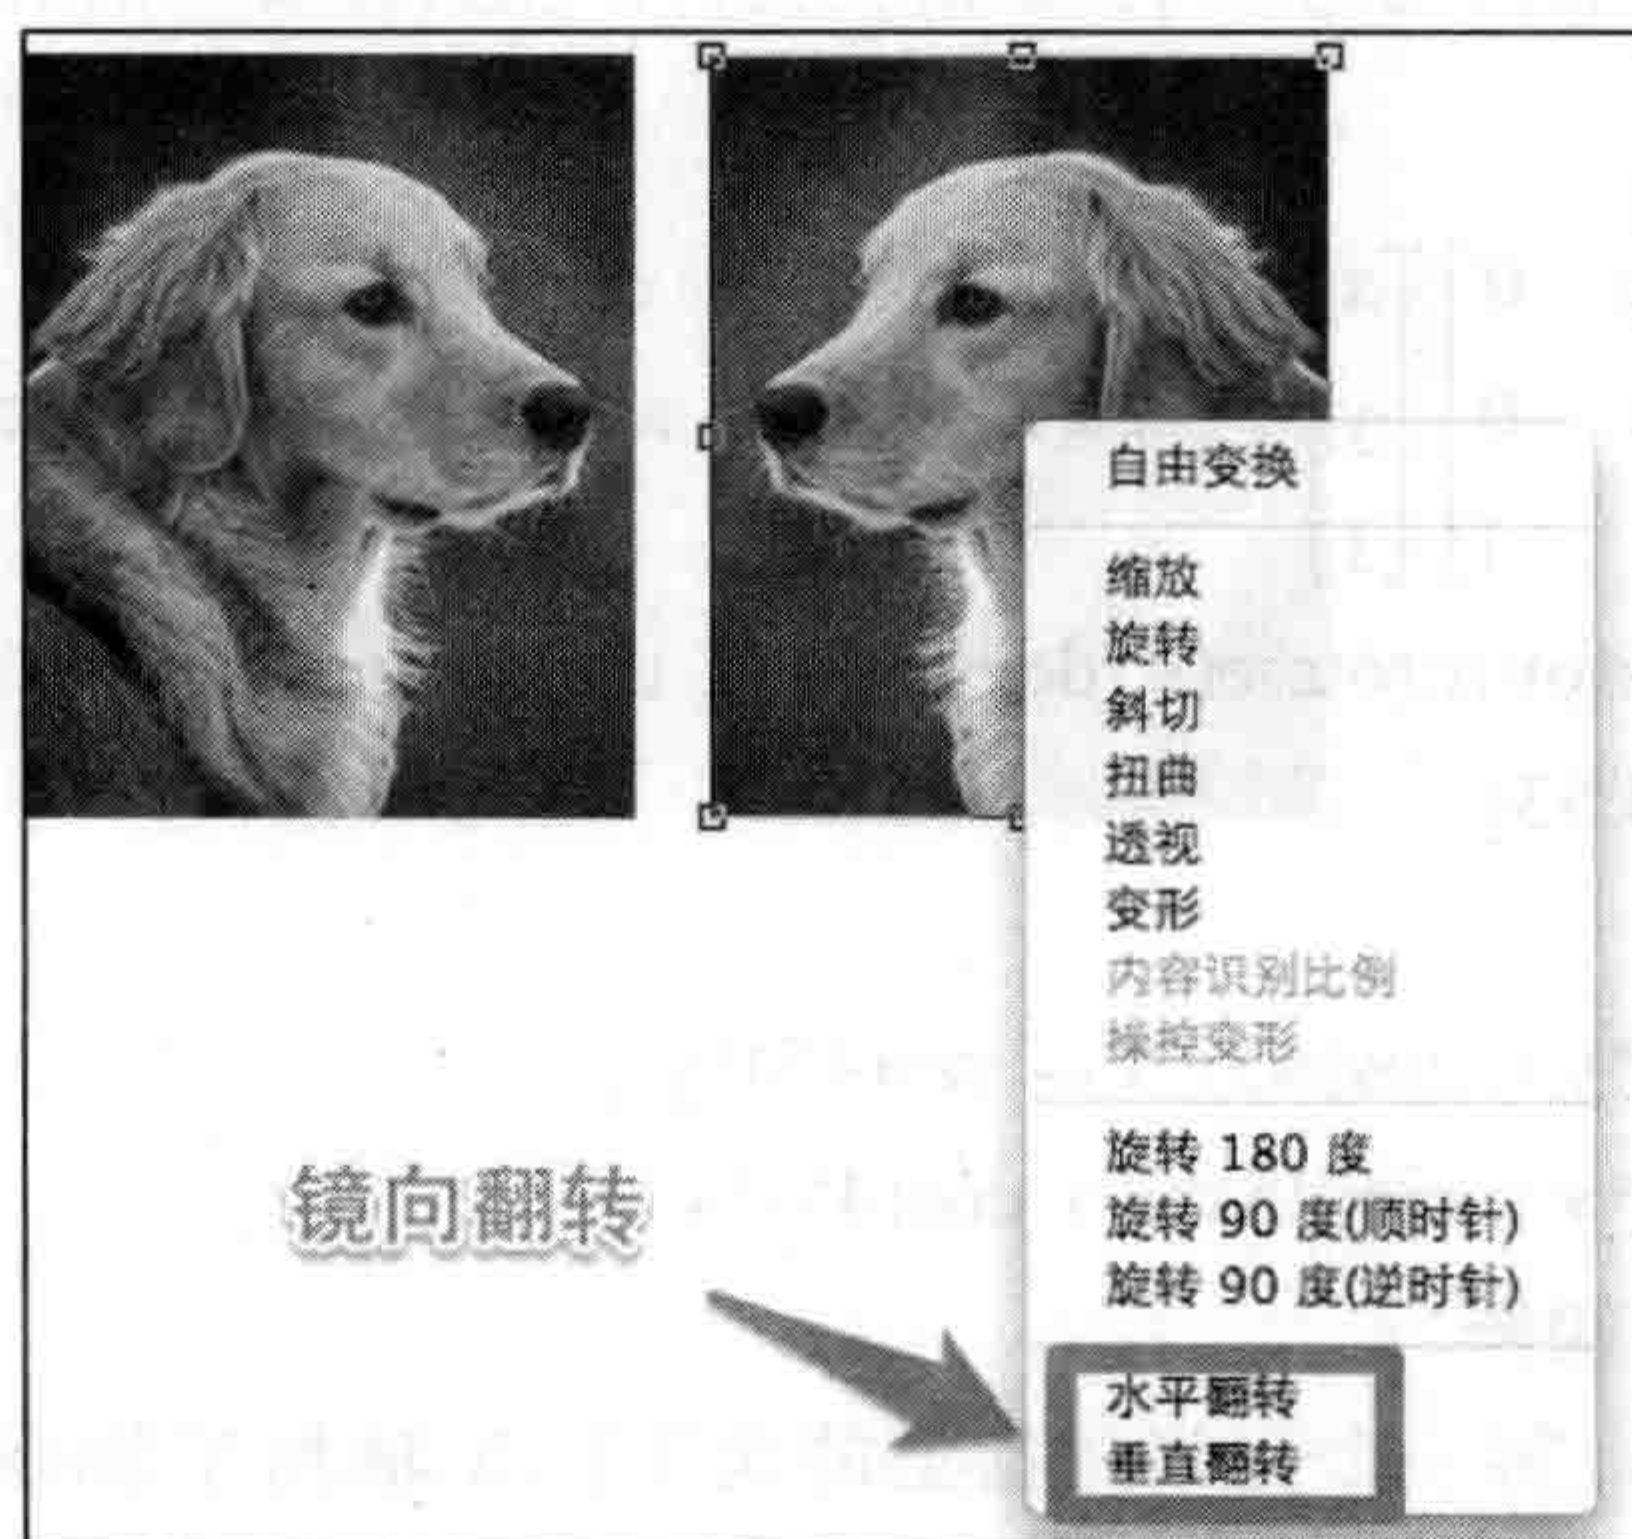 自由变换
缩放
旋转
斜切
扭曲
透视
变形
内容识别比例
操控变形
旋转 180 度
旋转 90 度(顺时针)
旋转 90 度(逆时针)
镜向翻转
水平翻转
垂直翻转